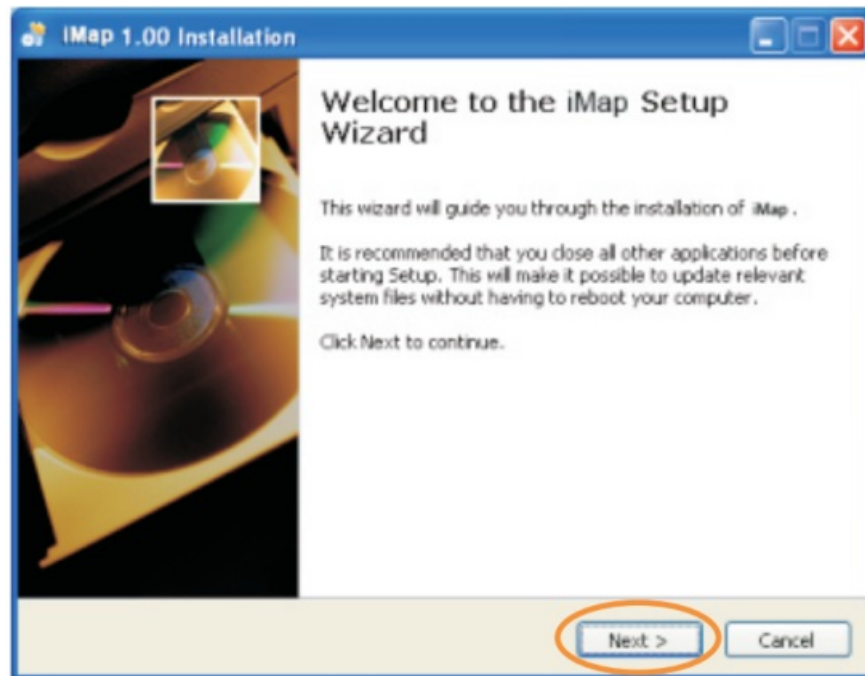 iMap 1.00 Installation
Welcome to the iMap Setup
Wizard
This wizard will guide you through the installation of iMap .
It is recommended that you close all other applications before
starting Setup. This will make it possible to update relevant
system files without having to reboot your computer.
Click Next to continue.
Next >
Cancel